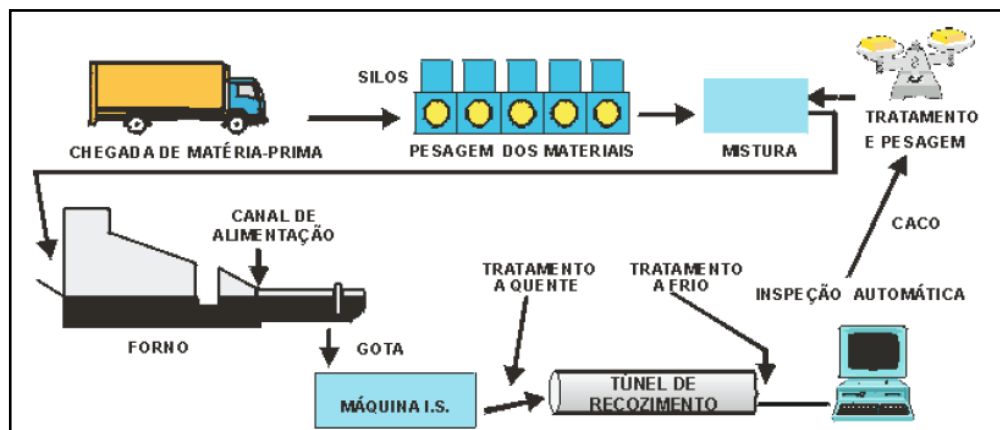 SILOS
CHEGADA DE MATÉRIA-PRIMA
PESAGEM DOS MATERIAIS
MISTURA
TRATAMENTO
E PESAGEM
CANAL DE
ALIMENTAÇÃO
TRATAMENTO
A QUENTE
TRATAMENTO
A FRIO
CACO
INSPEÇÃO AUTOMÁTICA
FORNO
GOTA
MÁQUINA I.S.
TÚNEL DE
RECOZIMENTO